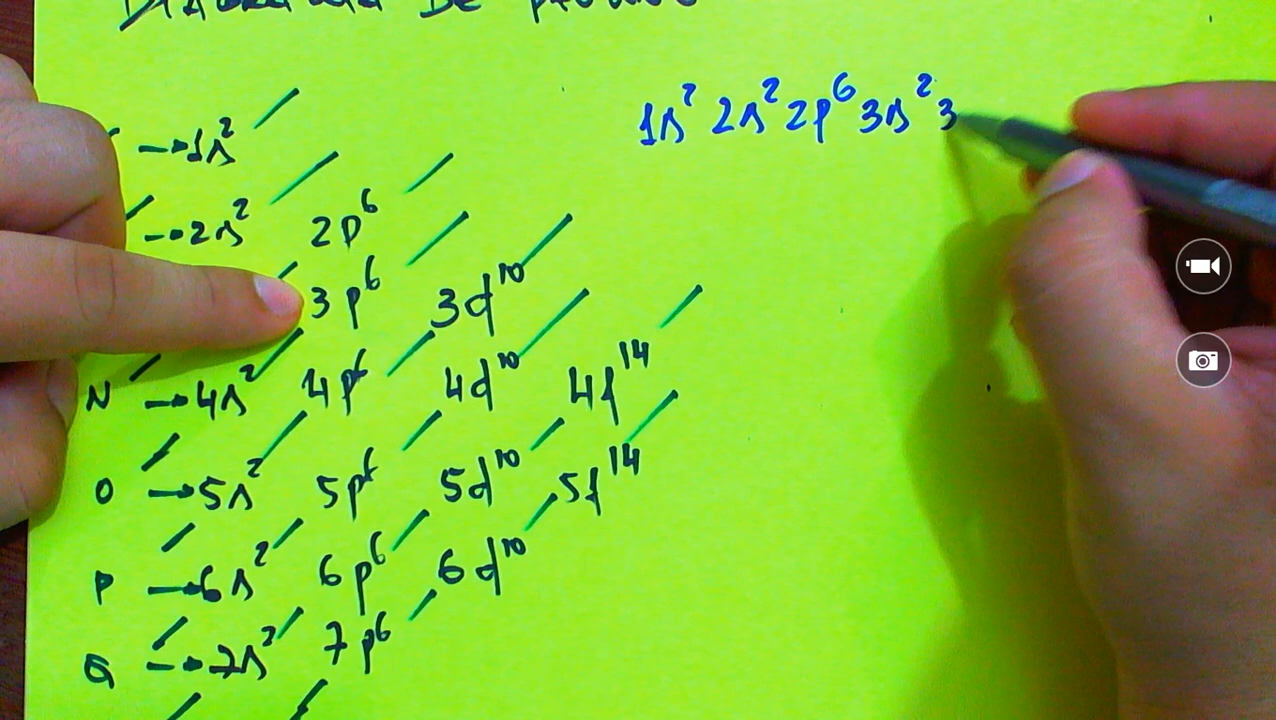 DE
1s² 2s² 2p⁶ 3s² 3
→1s²
→2s² 2p⁶
3p⁶ 3d¹⁰
N →4s² 4p⁶ 4d¹⁰ 4f¹⁴
O →5s² 5p⁶ 5d¹⁰ 5f¹⁴
P →6s² 6p⁶ 6d¹⁰
Q →7s² 7p⁶